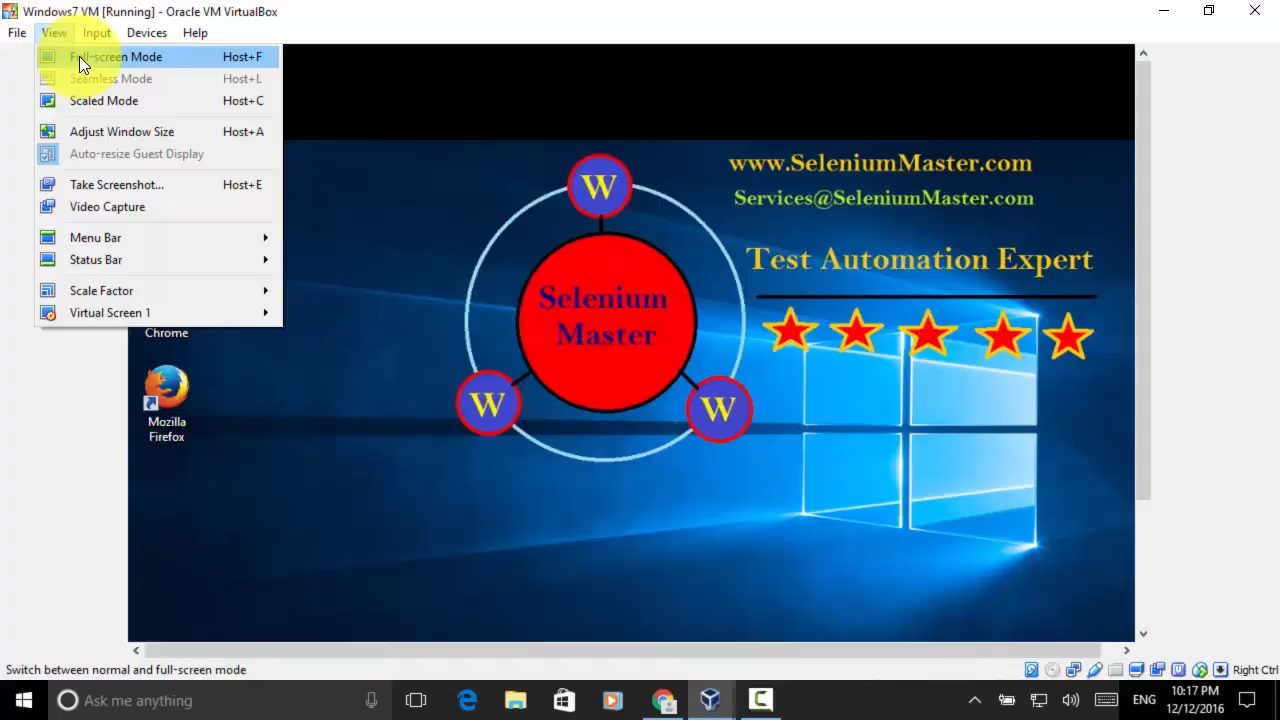 Windows7 VM [Running] - Oracle VM VirtualBox
File View Input Devices Help
Full-screen Mode Host+F
Seamless Mode Host+L
Scaled Mode Host+C
Adjust Window Size Host+A
Auto-resize Guest Display
Take Screenshot... Host+E
Video Capture
Menu Bar
Status Bar
Scale Factor
Virtual Screen 1
Chrome
Mozilla
Firefox
W
Selenium
Master
W
W
www.SeleniumMaster.com
Services@SeleniumMaster.com
Test Automation Expert
Switch between normal and full-screen mode
Right Ctrl
Ask me anything
ENG
10:17 PM
12/12/2016